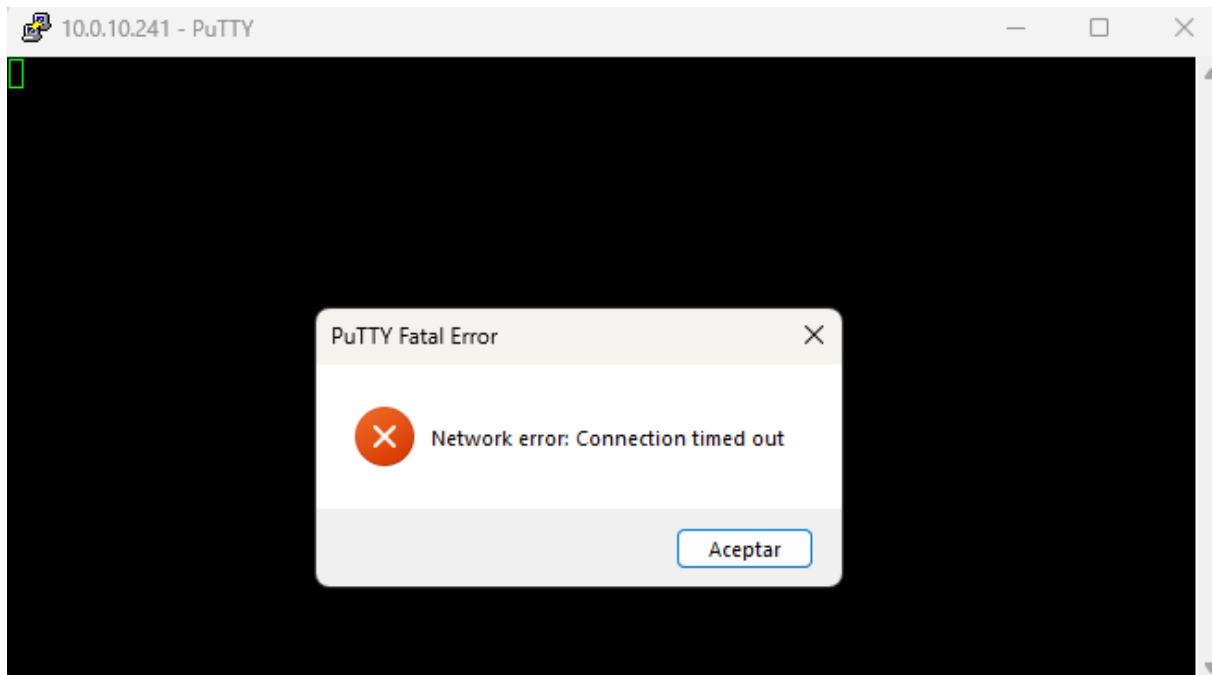 10.0.10.241 - PuTTY
PuTTY Fatal Error
Network error: Connection timed out
Aceptar